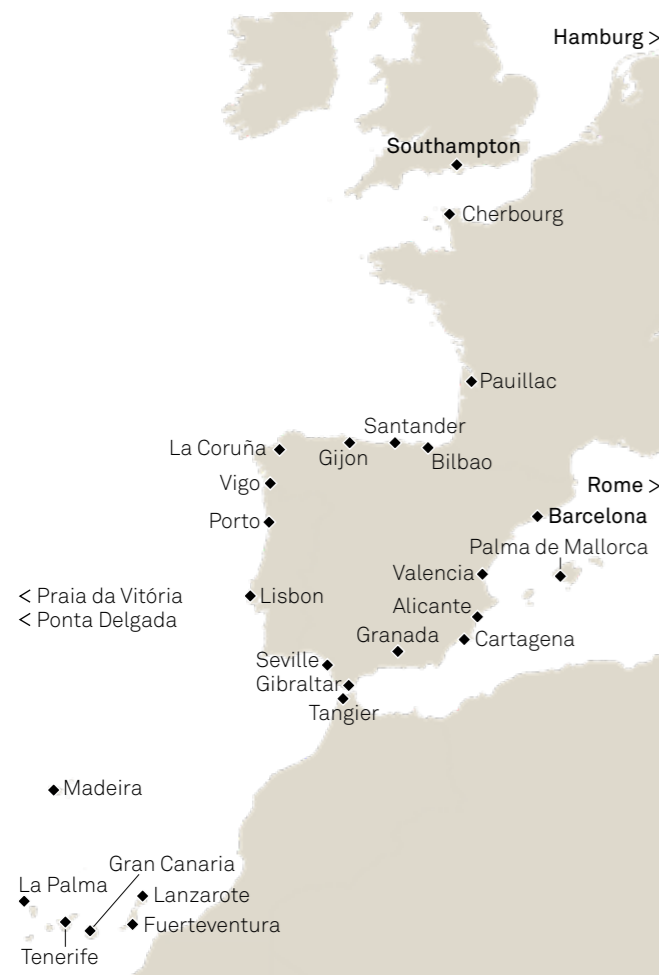 Hamburg >
Southampton
Cherbourg
Pauillac
Santander
La Coruña
Gijon
Bilbao
Vigo
Rome >
Porto
Barcelona
Palma de Mallorca
Valencia
< Praia da Vitória
Lisbon
Alicante
< Ponta Delgada
Granada
Cartagena
Seville
Gibraltar
Tangier
Madeira
Gran Canaria
La Palma
Lanzarote
Fuerteventura
Tenerife